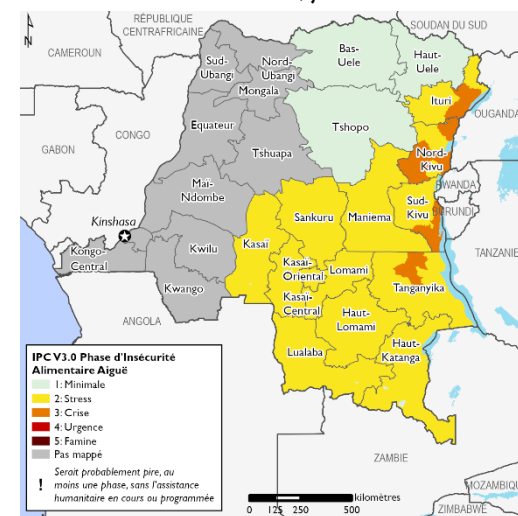 N
RÉPUBLIQUE
CENTRAFRICAINE
SOUDAN DU SUD
CAMEROUN
Sud-
Ubangi
Nord-
Ubangi
Bas-
Uele
Haut-
Uele
Mongala
Ituri
OUGANDA
Equateur
Tshopo
CONGO
GABON
Tshuapa
Nord-
Kivu
RWANDA
Mai-
Ndombe
Sud-
Kivu
BURUNDI
Kinshasa
Sankuru
Maniema
Kasaï
Kwilu
Kongo-
Central
TANZANIE
Kasaï-
Oriental
Lomami
Kwango
Tanganyika
Kasaï-
Central
ANGOLA
Haut-
Lomami
Lualaba
Haut-
Katanga
IPC V3.0 Phase d'Insécurité
Alimentaire Aiguë
1: Minimale
2: Stress
3: Crise
4: Urgence
5: Famine
Pas mappé
! Serait probablement pire, au
moins une phase, sans l'assistance
humanitaire en cours ou programmée
ZAMBIE
kilomètres
0 125 250 500
MOZAMBIQU
ZIMBABWE